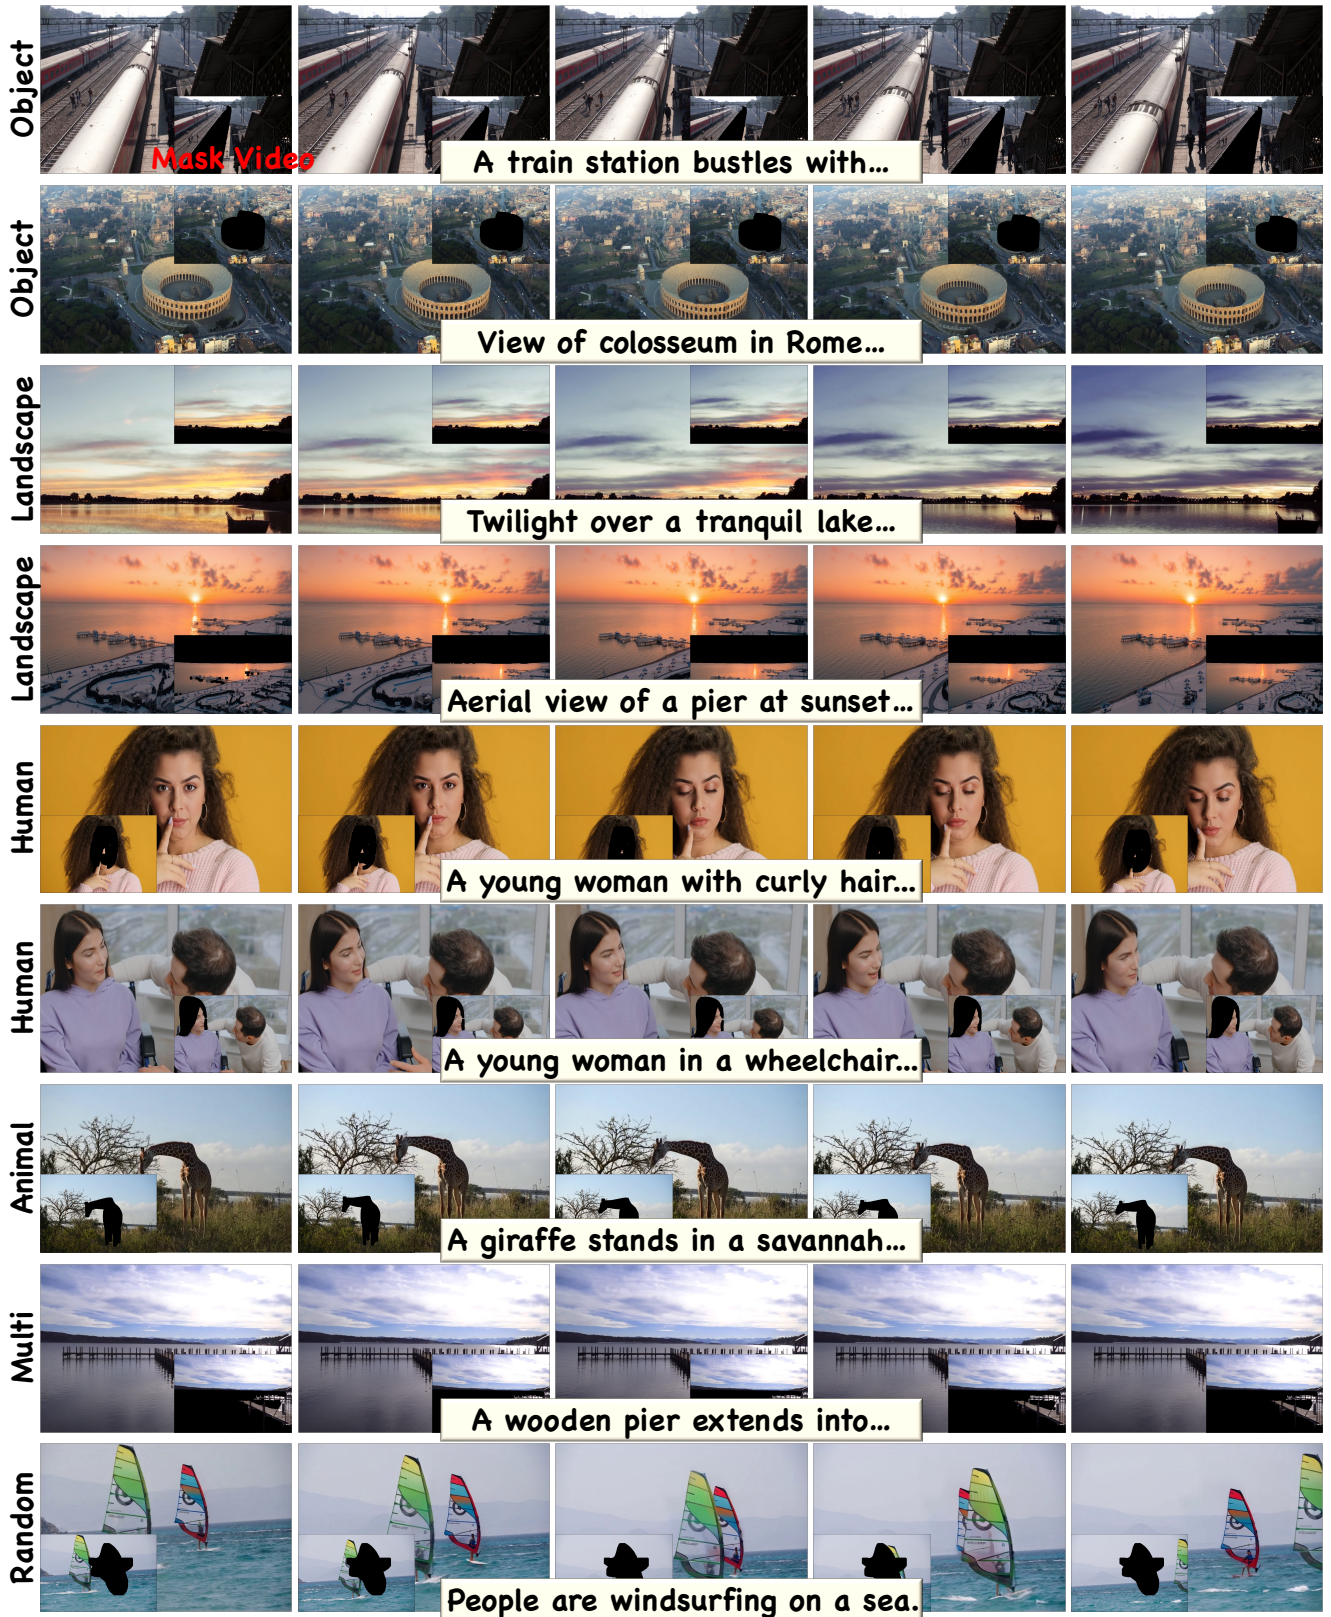 Object
Mask Video
A train station bustles with...
Object
View of colosseum in Rome...
Landscape
Twilight over a tranquil lake...
Landscape
Aerial view of a pier at sunset...
Human
A young woman with curly hair...
Human
A young woman in a wheelchair...
Animal
A giraffe stands in a savannah...
Multi
A wooden pier extends into...
Random
People are windsurfing on a sea.